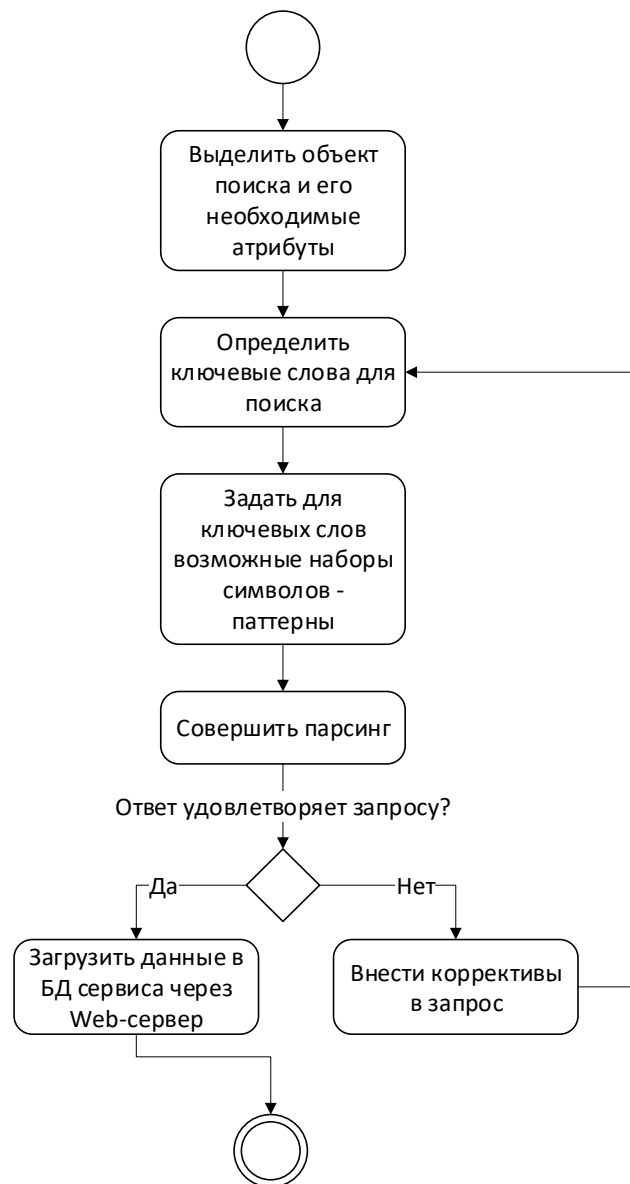 Выделить объект
поиска и его
необходимые
атрибуты
Определить
ключевые слова для
поиска
Задать для
ключевых слов
возможные наборы
символов -
паттерны
Совершить парсинг
Ответ удовлетворяет запросу?
Да
Нет
Загрузить данные в
БД сервиса через
Web-сервер
Внести коррективы
в запрос